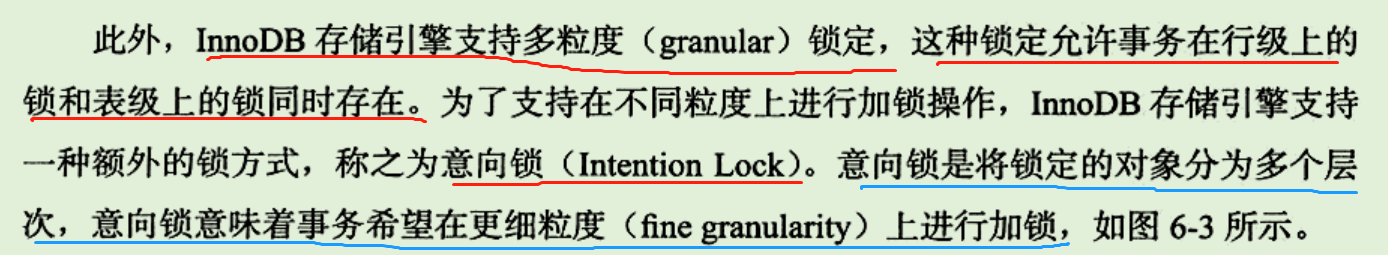 此外，InnoDB 存储引擎支持多粒度（granular）锁定，这种锁定允许事务在行级上的
锁和表级上的锁同时存在。为了支持在不同粒度上进行加锁操作，InnoDB 存储引擎支持
一种额外的锁方式，称之为意向锁（Intention Lock）。意向锁是将锁定的对象分为多个层
次，意向锁意味着事务希望在更细粒度（fine granularity）上进行加锁，如图 6-3 所示。